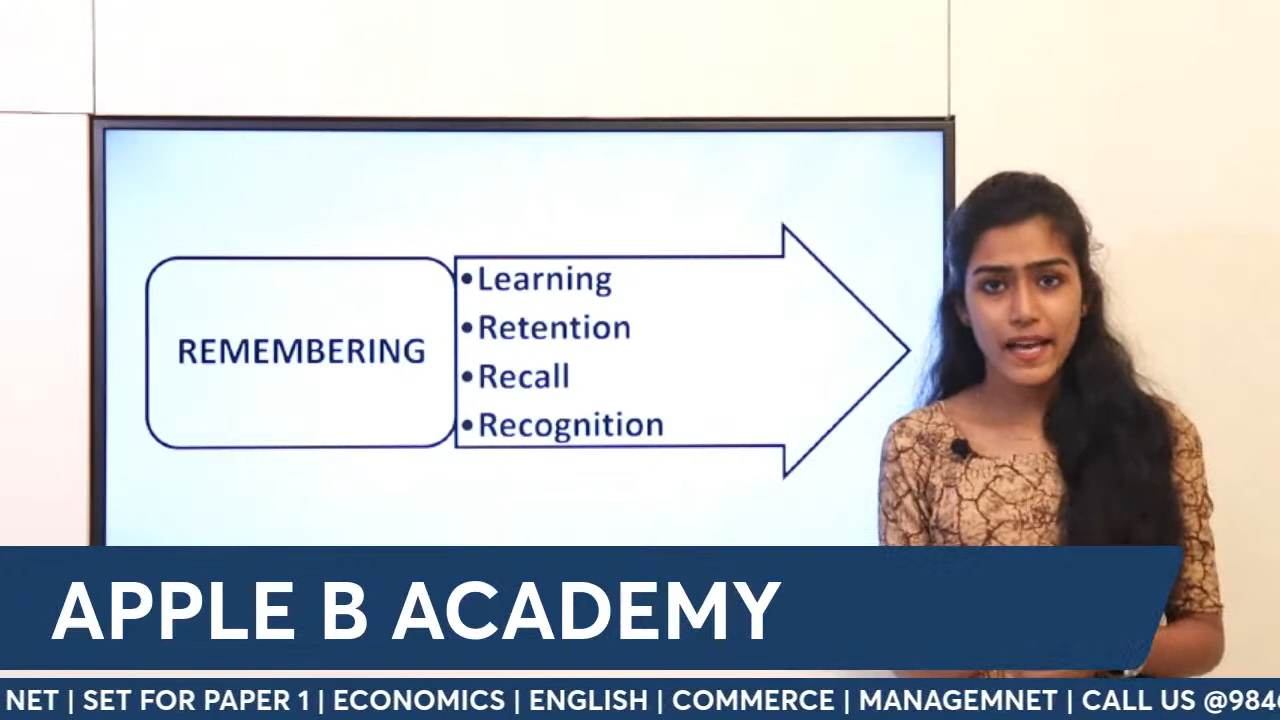 REMEMBERING
•Learning
•Retention
•Recall
•Recognition
APPLE B ACADEMY
NET | SET FOR PAPER 1 | ECONOMICS | ENGLISH | COMMERCE | MANAGEMNET | CALL US @984